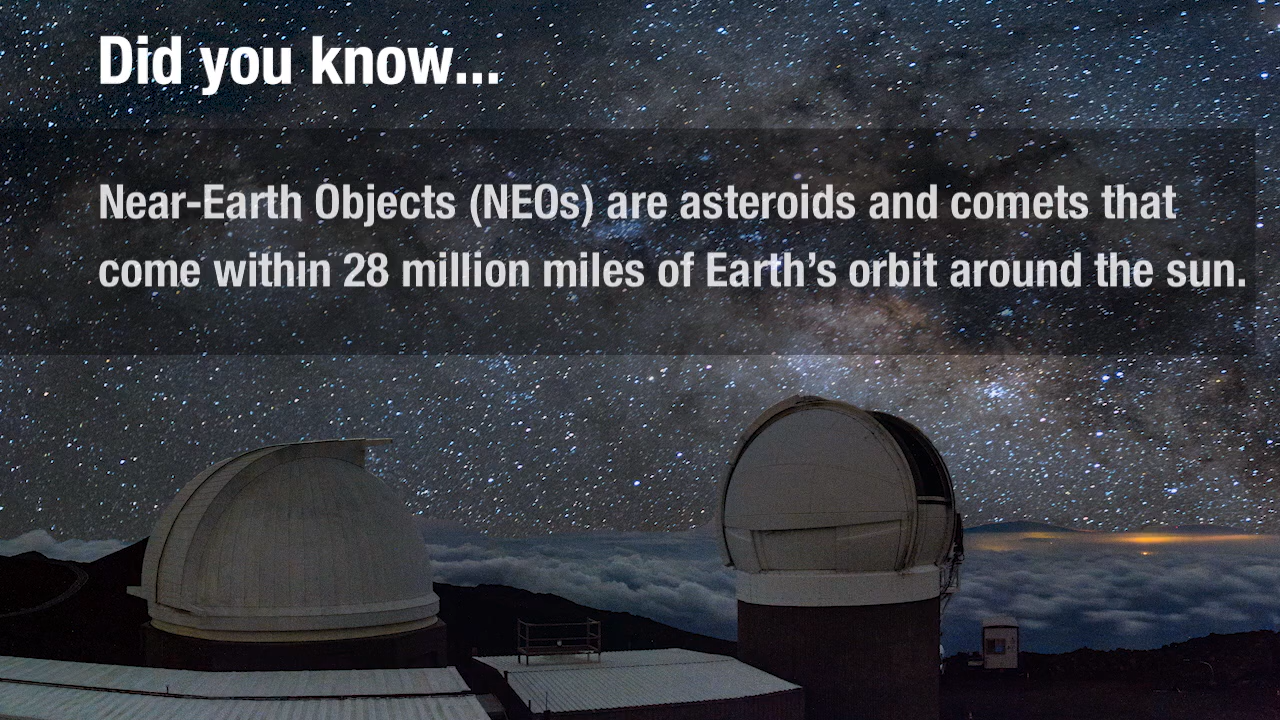 Did you know...
Near-Earth Objects (NEOs) are asteroids and comets that
come within 28 million miles of Earth’s orbit around the sun.